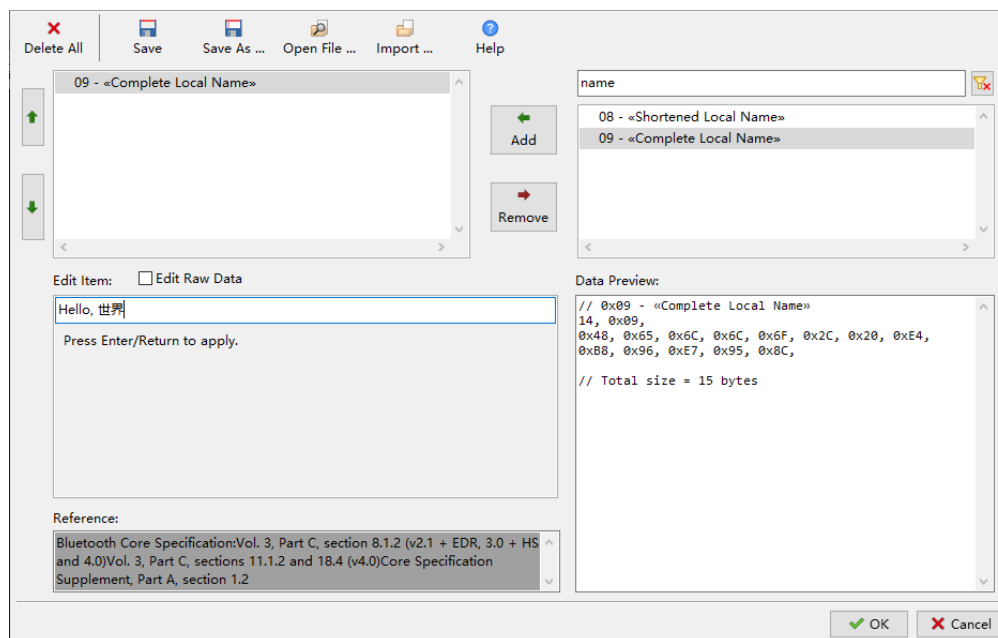 Delete All
Save
Save As ...
Open File ...
Import ...
Help
09 - «Complete Local Name»
Add
Remove
name
08 - «Shortened Local Name»
09 - «Complete Local Name»
Edit Item:
Edit Raw Data
Hello, 世界
Press Enter/Return to apply.
Reference:
Bluetooth Core Specification:Vol. 3, Part C, section 8.1.2 (v2.1 + EDR, 3.0 + HS
and 4.0)Vol. 3, Part C, sections 11.1.2 and 18.4 (v4.0)Core Specification
Supplement, Part A, section 1.2
Data Preview:
// 0x09 - «Complete Local Name»
14, 0x09,
0x48, 0x65, 0x6C, 0x6C, 0x6F, 0x2C, 0x20, 0xE4,
0xB8, 0x96, 0xE7, 0x95, 0x8C,
// Total size = 15 bytes
OK
Cancel